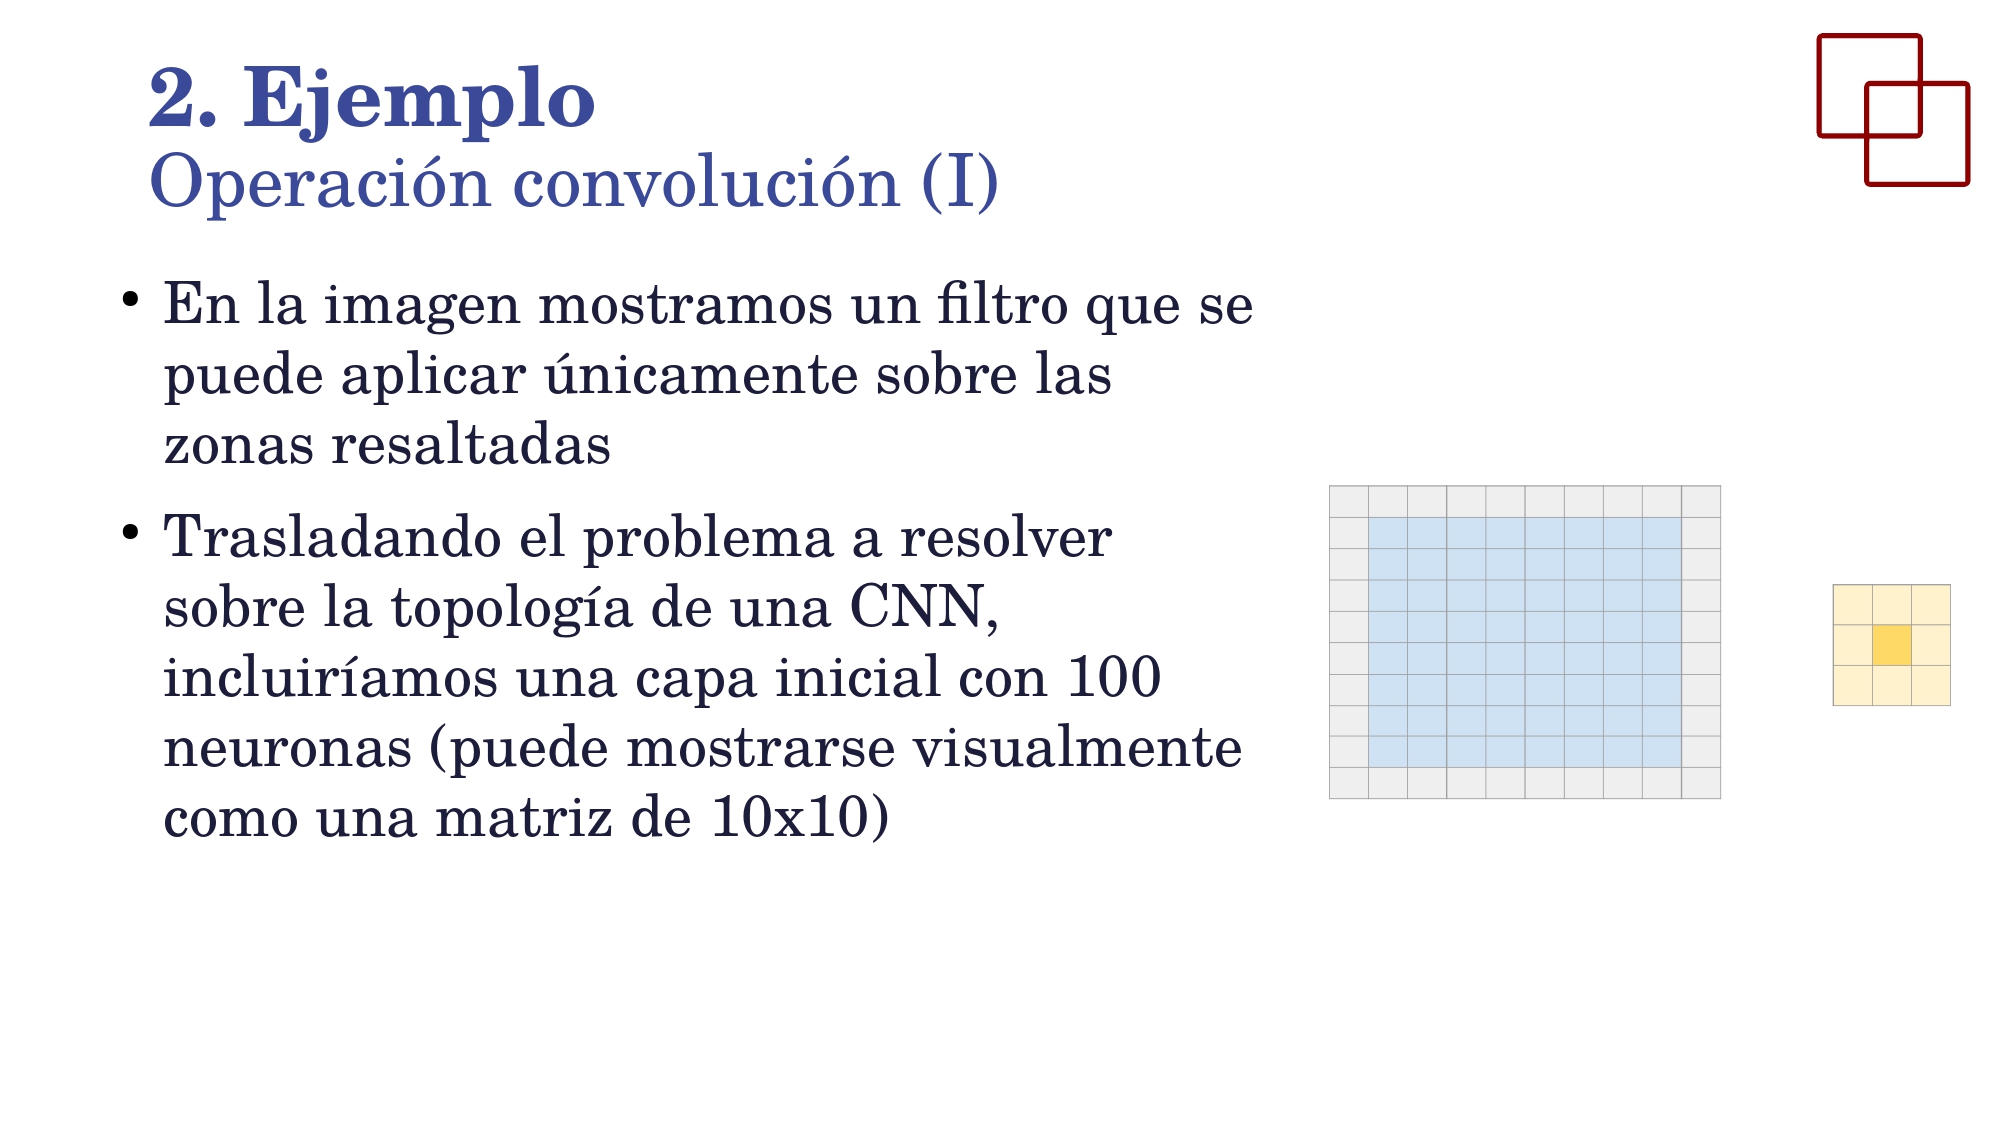 2. Ejemplo
Operación convolución (I)
• En la imagen mostramos un filtro que se
puede aplicar únicamente sobre las
zonas resaltadas
• Trasladando el problema a resolver
sobre la topología de una CNN,
incluiríamos una capa inicial con 100
neuronas (puede mostrarse visualmente
como una matriz de 10x10)